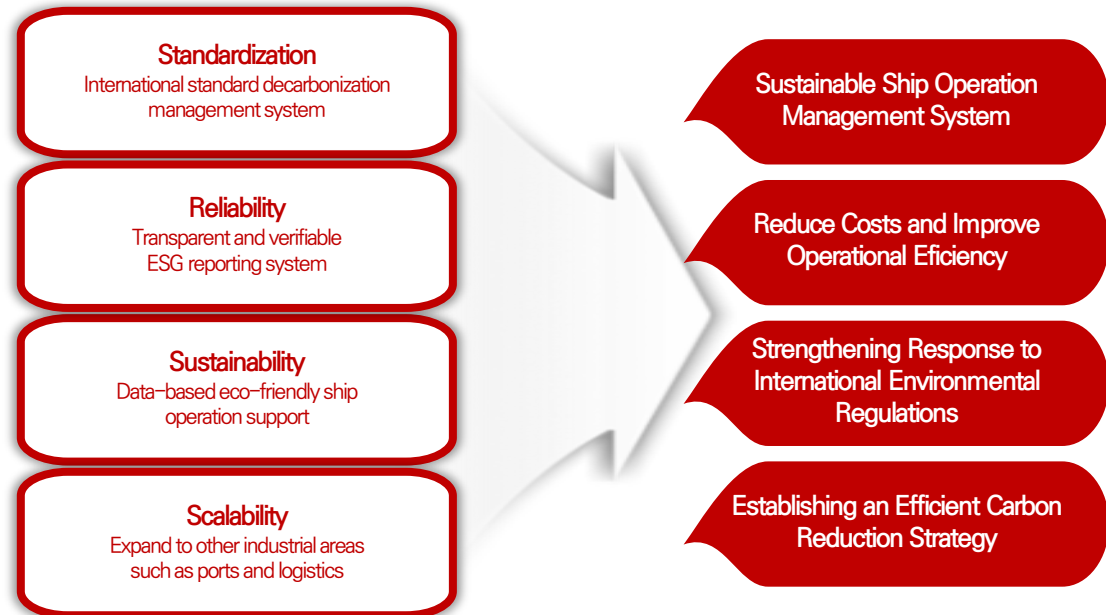 Standardization
International standard decarbonization
management system
Reliability
Transparent and verifiable
ESG reporting system
Sustainability
Data-based eco-friendly ship
operation support
Scalability
Expand to other industrial areas
such as ports and logistics
Sustainable Ship Operation
Management System
Reduce Costs and Improve
Operational Eficiency
Strengthening Response to
International Environmental
Regulations
Establishing an Efficient Carbon
Reduction Strategy